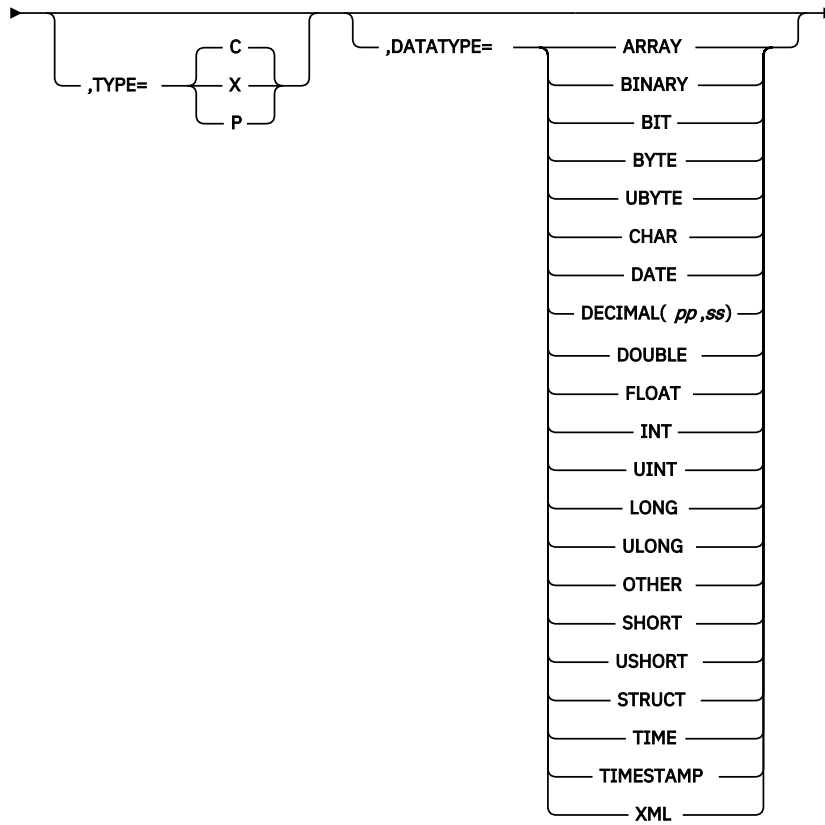 ,TYPE=
C
X
P
,DATATYPE=
ARRAY
BINARY
BIT
BYTE
UBYTE
CHAR
DATE
DECIMAL( pp ,ss)
DOUBLE
FLOAT
INT
UINT
LONG
ULONG
OTHER
SHORT
USHORT
STRUCT
TIME
TIMESTAMP
XML